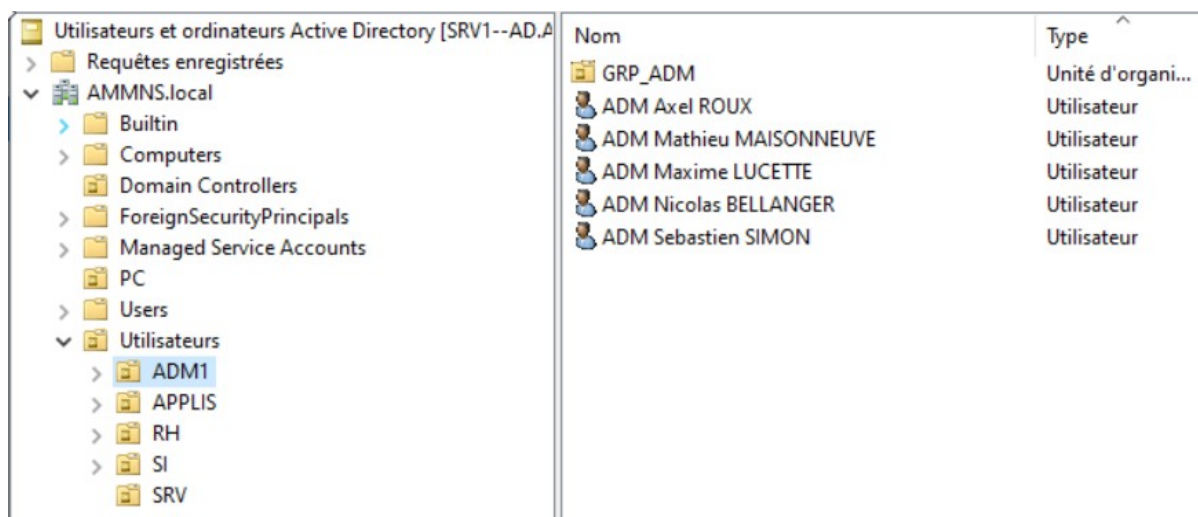 Utilisateurs et ordinateurs Active Directory [SRV1--AD.A
Requêtes enregistrées
AMMNS.local
Builtin
Computers
Domain Controllers
ForeignSecurityPrincipals
Managed Service Accounts
PC
Users
Utilisateurs
ADM1
APPLIS
RH
SI
SRV
Nom Type
GRP_ADM Unité d'organi...
ADM Axel ROUX Utilisateur
ADM Mathieu MAISONNEUVE Utilisateur
ADM Maxime LUCETTE Utilisateur
ADM Nicolas BELLANGER Utilisateur
ADM Sebastien SIMON Utilisateur